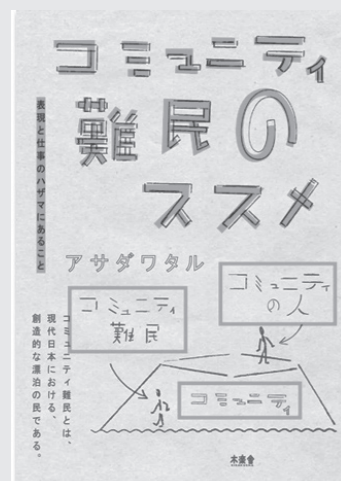 コミュニティ
難民の
ススメ
表現と仕事のハザマにあること
アサダワタル
コミュニティ
の人
コミュニティ
難民
コミュニティ
コミュニティ難民とは、
現代日本における、
創造的な漂泊の民である。
木楽舎